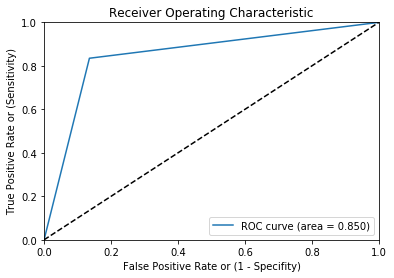 Receiver Operating Characteristic
True Positive Rate or (Sensitivity)
1.0
0.8
0.6
0.4
0.2
0.0
ROC curve (area = 0.850)
0.0 0.2 0.4 0.6 0.8 1.0
False Positive Rate or (1 - Specifity)